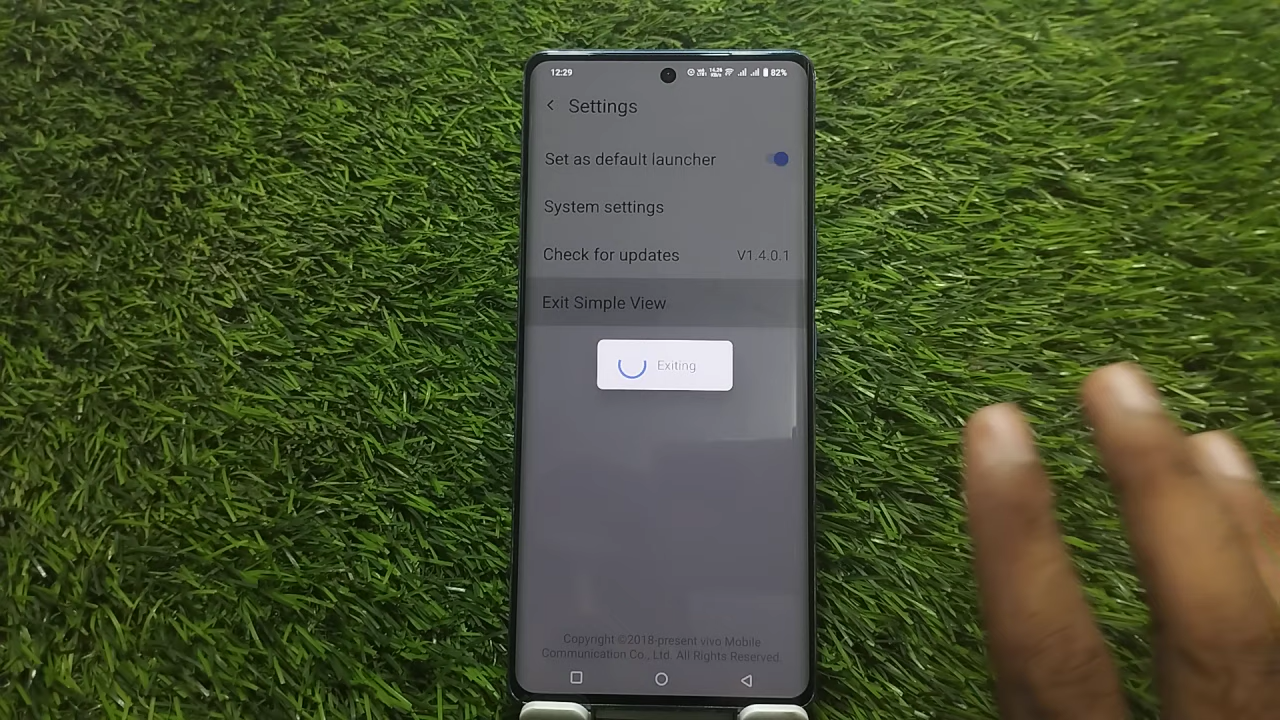 12:29 82%
Settings
Set as default launcher
System settings
Check for updates V1.4.0.1
Exit Simple View
Exiting
Copyright ©2018-present vivo Mobile
Communication Co., Ltd. All Rights Reserved.